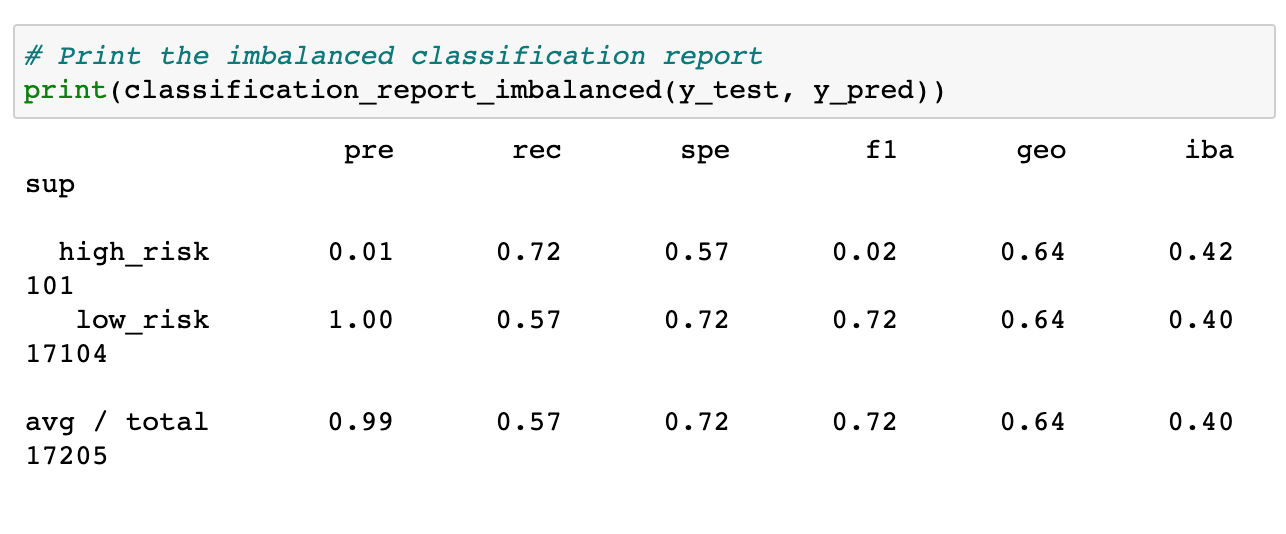 # Print the imbalanced classification report
print(classification_report_imbalanced(y_test, y_pred))
pre rec spe f1 geo iba
sup
high_risk 0.01 0.72 0.57 0.02 0.64 0.42
101
low_risk 1.00 0.57 0.72 0.72 0.64 0.40
17104
avg / total 0.99 0.57 0.72 0.72 0.64 0.40
17205